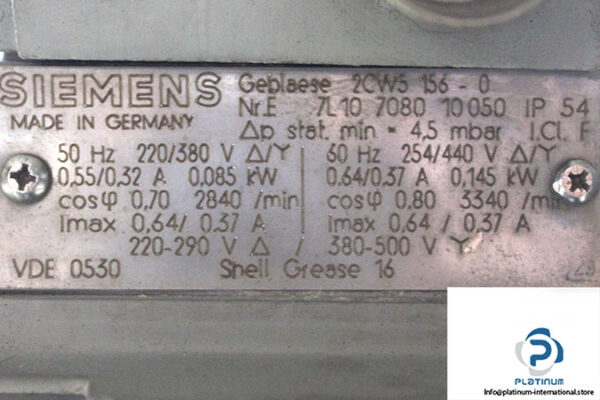 SIEMENS Geblaese 2CW5 156 - 0
Nr.E 7L10 7080 10050 IP 54
MADE IN GERMANY Δp stat. min = 4,5 mbar I.Cl. F
50 Hz 220/380 V Δ/Y 60 Hz 254/440 V Δ/Y
0,55/0,32 A 0,085 kW 0,64/0,37 A 0,145 kW
cosφ 0,70 2840 /min cosφ 0,80 3340 /min
Imax 0,64/ 0,37 A Imax 0,64 / 0,37 A
220-290 V Δ / 380-500 V Y
VDE 0530 Shell Grease 16
PLATINUM
Info@platinum-international.store